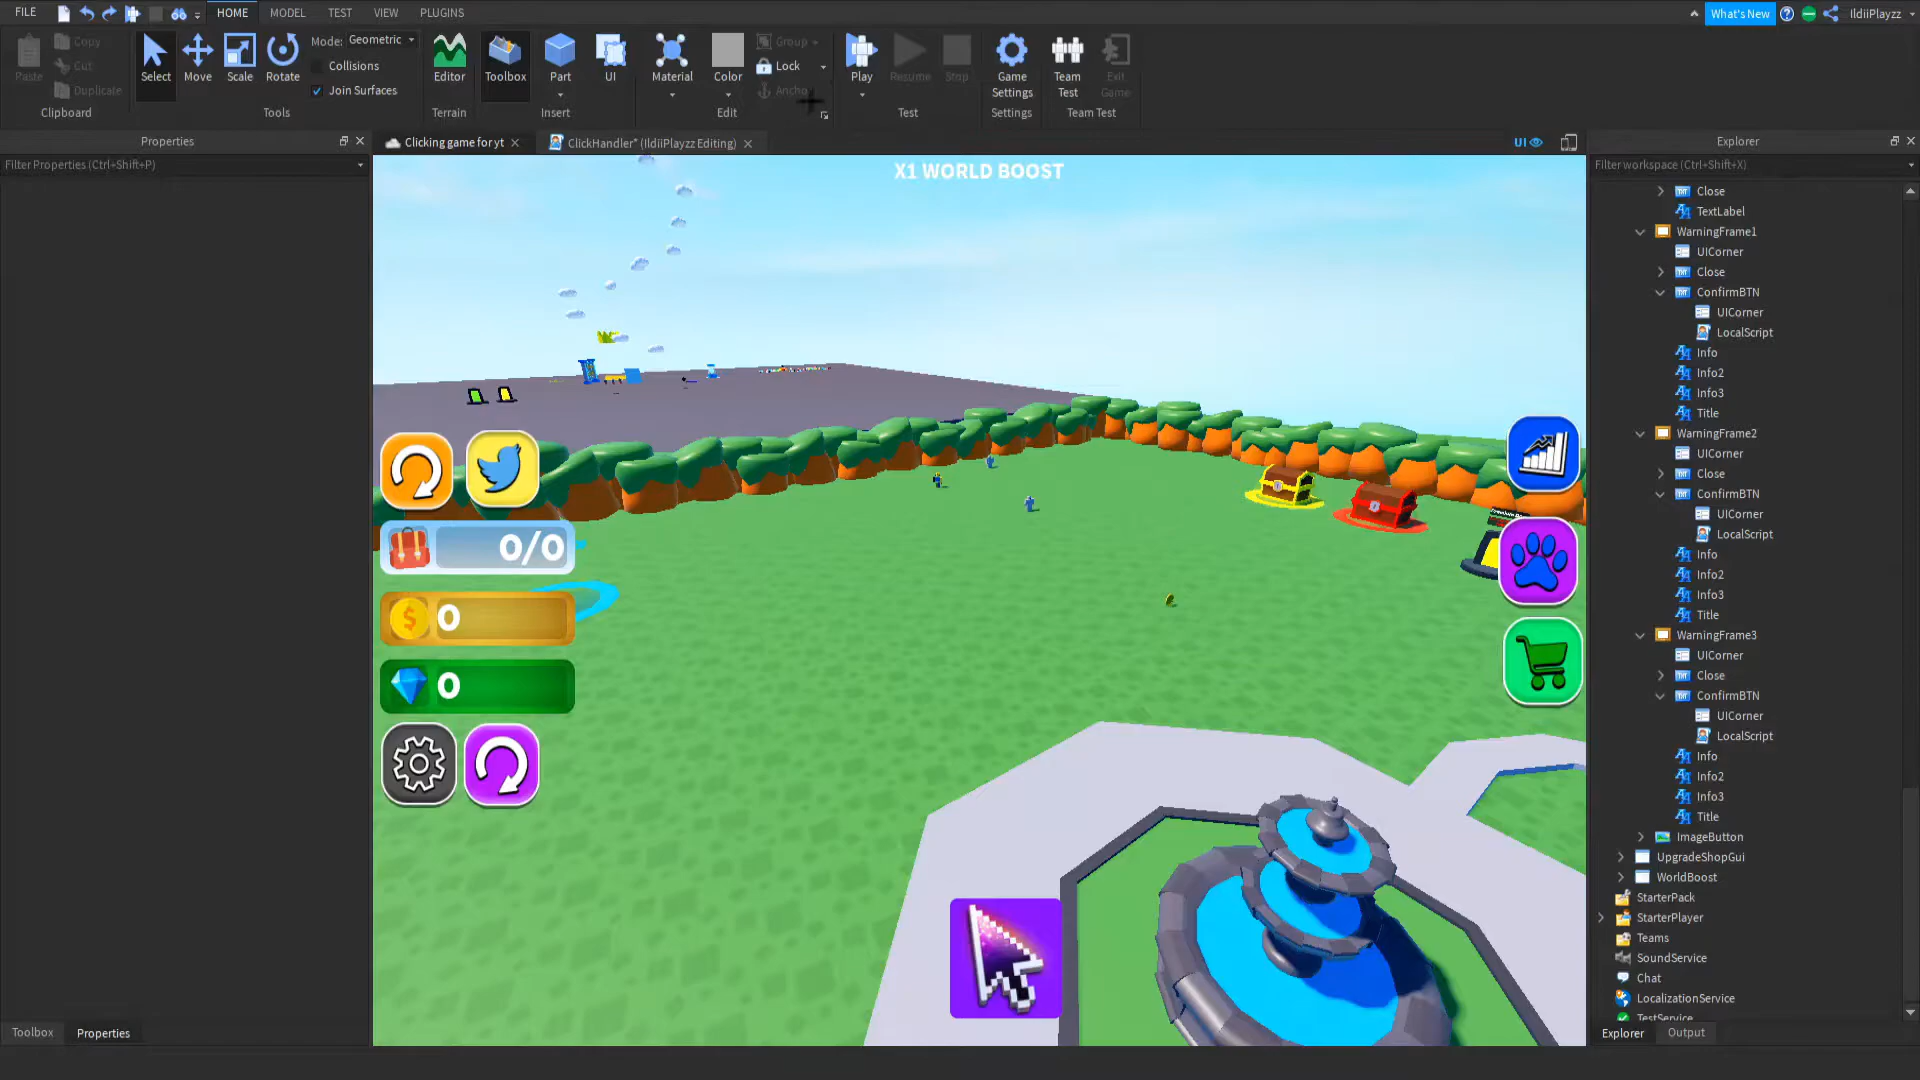 FILE
HOME
MODEL
TEST
VIEW
PLUGINS
What's New
IldiiPlayzz
Paste
Copy
Cut
Duplicate
Clipboard
Select
Move
Scale
Rotate
Mode: Geometric
Collisions
Join Surfaces
Tools
Editor
Terrain
Toolbox
Part
UI
Insert
Material
Color
Group
Lock
Edit
Play
Resume
Stop
Test
Game Settings
Settings
Team Test
Exit Game
Team Test
Properties
Filter Properties (Ctrl+Shift+P)
Clicking game for yt
ClickHandler* (IldiiPlayzz Editing)
UI
X1 WORLD BOOST
0/0
0
0
$
Explorer
Filter workspace (Ctrl+Shift+X)
Close
TextLabel
WarningFrame1
UICorner
Close
ConfirmBTN
UICorner
LocalScript
Info
Info2
Info3
Title
WarningFrame2
UICorner
Close
ConfirmBTN
UICorner
LocalScript
Info
Info2
Info3
Title
WarningFrame3
UICorner
Close
ConfirmBTN
UICorner
LocalScript
Info
Info2
Info3
Title
ImageButton
UpgradeShopGui
WorldBoost
StarterPack
StarterPlayer
Teams
SoundService
Chat
LocalizationService
TestService
Toolbox
Properties
Explorer
Output